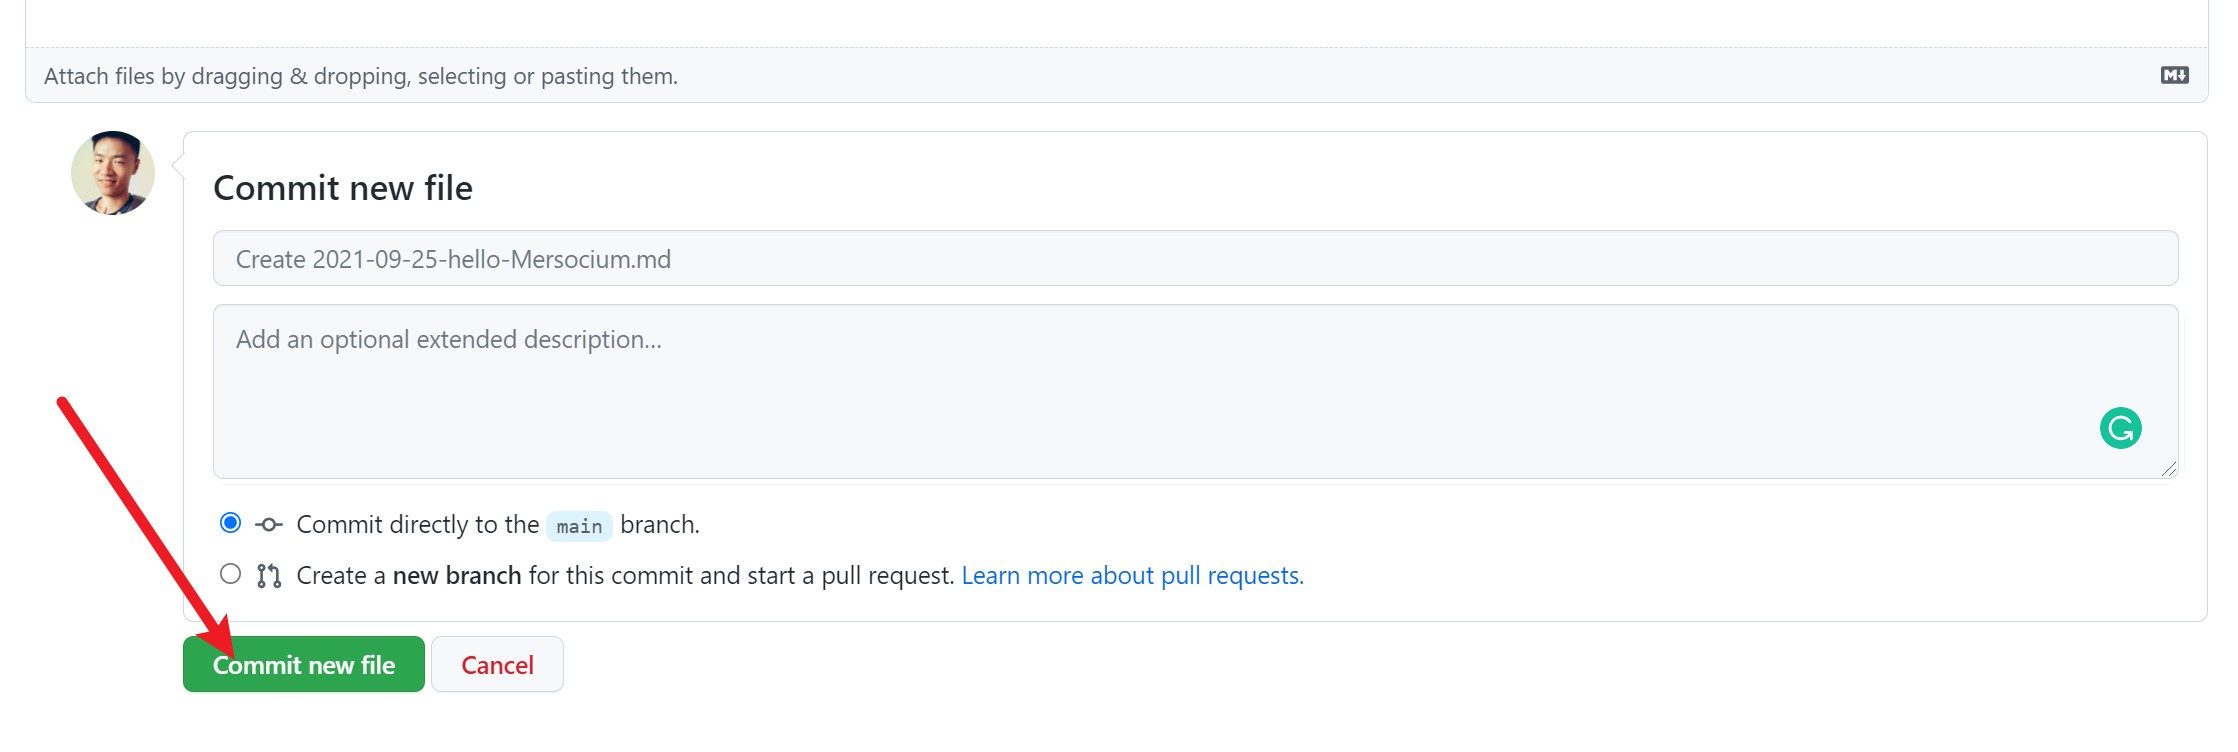 Attach files by dragging & dropping, selecting or pasting them.
M
Commit new file
Create 2021-09-25-hello-Mersocium.md
Add an optional extended description...
G
Commit directly to the main branch.
Create a new branch for this commit and start a pull request. Learn more about pull requests.
Commit new file
Cancel